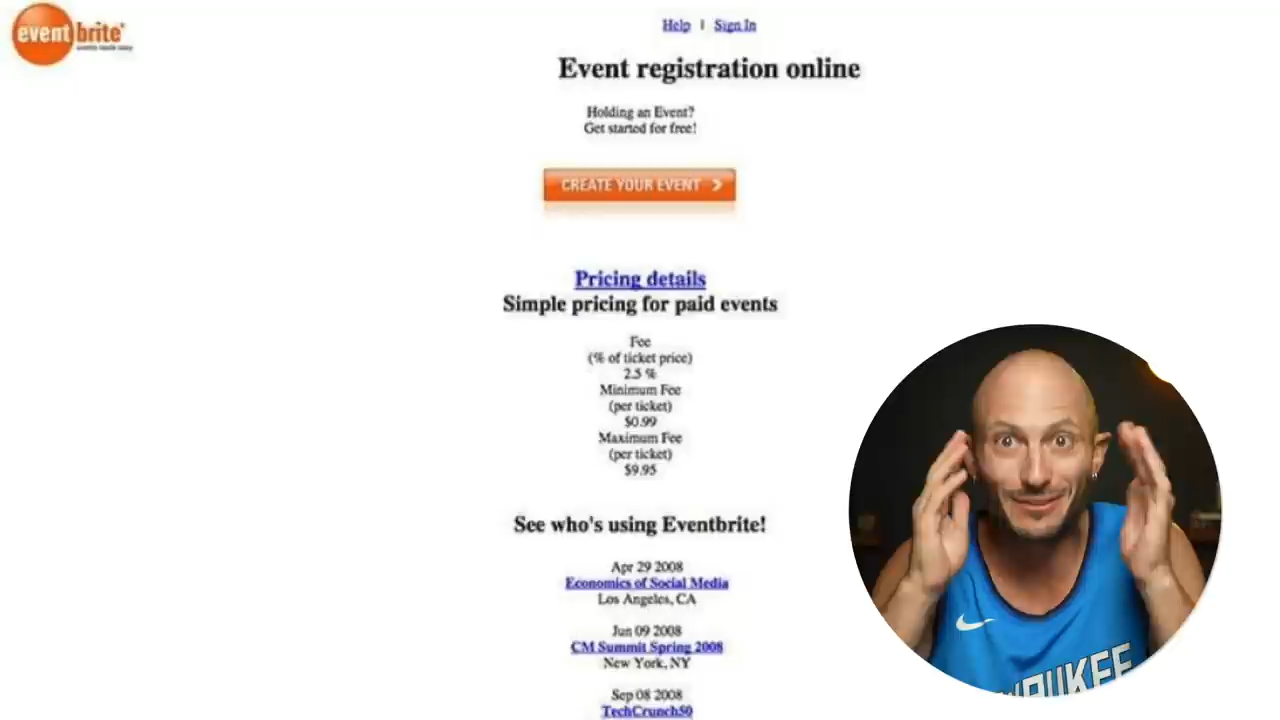 eventbrite
Help | Sign In
Event registration online
Holding an Event?
Get started for free!
CREATE YOUR EVENT >
Pricing details
Simple pricing for paid events
Fee
(% of ticket price)
2.5 %
Minimum Fee
(per ticket)
$0.99
Maximum Fee
(per ticket)
$9.95
See who's using Eventbrite!
Apr 29 2008
Economics of Social Media
Los Angeles, CA
Jun 09 2008
CM Summit Spring 2008
New York, NY
Sep 08 2008
TechCrunch50